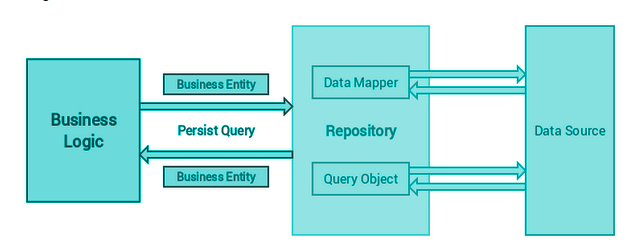 Business Entity
Data Mapper
Business
Logic
Persist Query
Repository
Data Source
Business Entity
Query Object